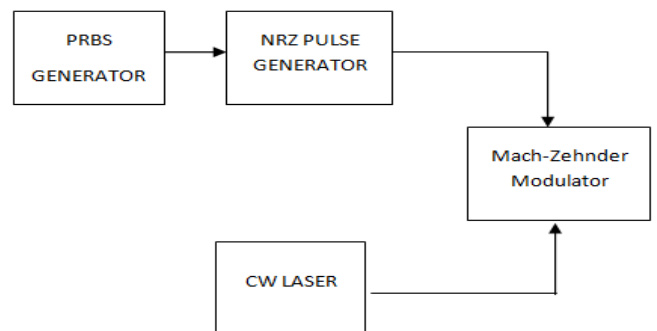 PRBS
GENERATOR
NRZ PULSE
GENERATOR
Mach-Zehnder
Modulator
CW LASER